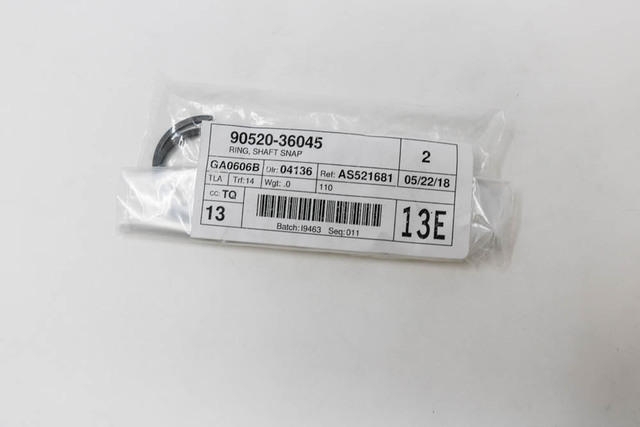 90520-36045
RING, SHAFT SNAP
2
GA0606B Dlr: 04136 Ref: AS521681 05/22/18
TLA Trf:14 Wgt: .0 110
cc: TQ
13
13E
Batch: I9463 Seq: 011